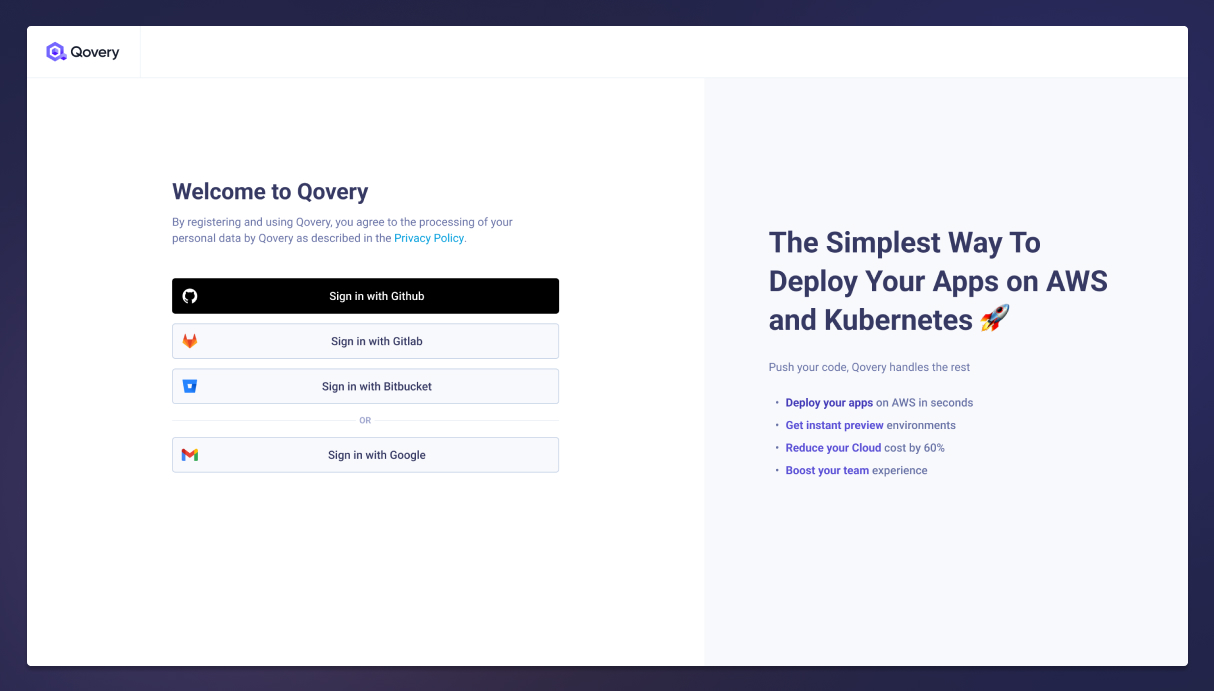 Qovery
Welcome to Qovery
By registering and using Qovery, you agree to the processing of your
personal data by Qovery as described in the Privacy Policy.
Sign in with Github
Sign in with Gitlab
Sign in with Bitbucket
OR
Sign in with Google
The Simplest Way To
Deploy Your Apps on AWS
and Kubernetes 🚀
Push your code, Qovery handles the rest
• Deploy your apps on AWS in seconds
• Get instant preview environments
• Reduce your Cloud cost by 60%
• Boost your team experience